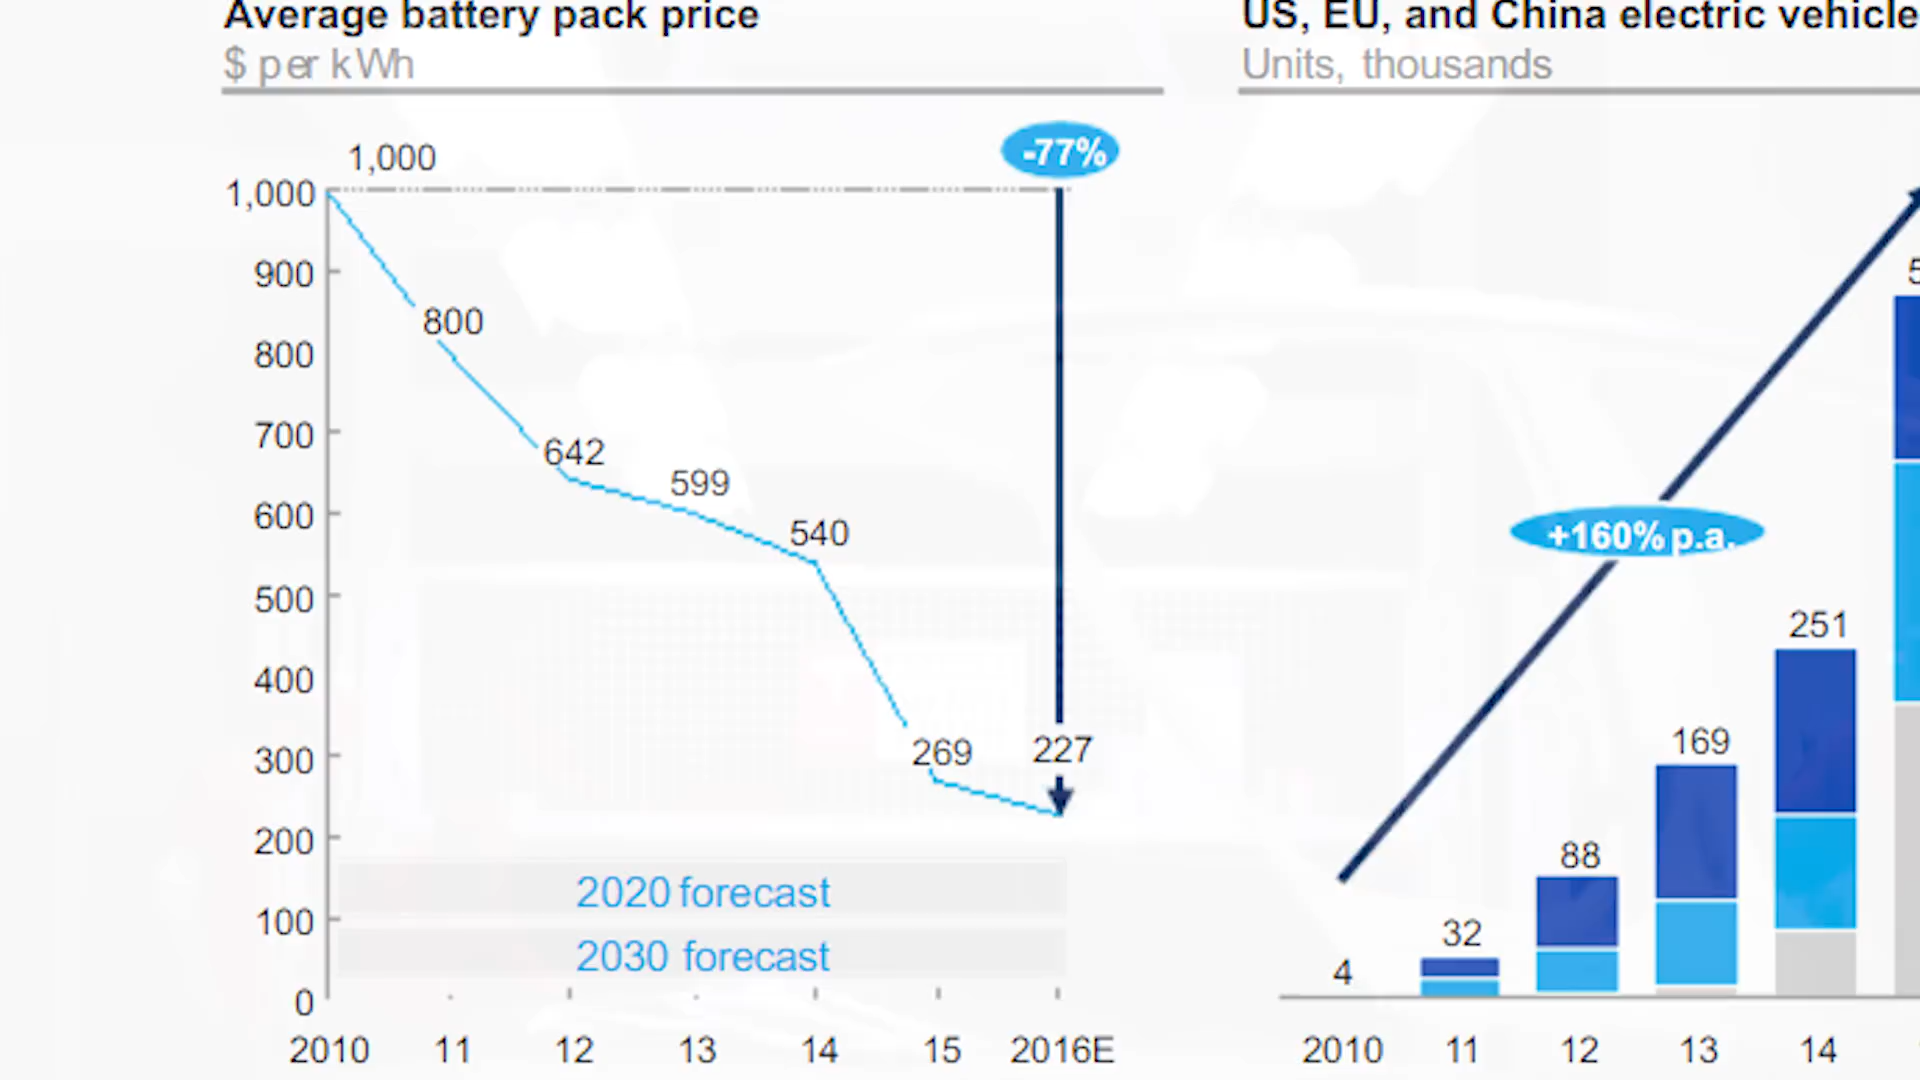 Average battery pack price
$ per kWh
-77%
1,000
1,000
900
800
800
700
642
600
599
540
500
400
300
269
227
200
2020 forecast
100
2030 forecast
0
2010 11 12 13 14 15 2016E
US, EU, and China electric vehicle
Units, thousands
5
+160% p.a.
251
169
88
32
4
2010 11 12 13 14